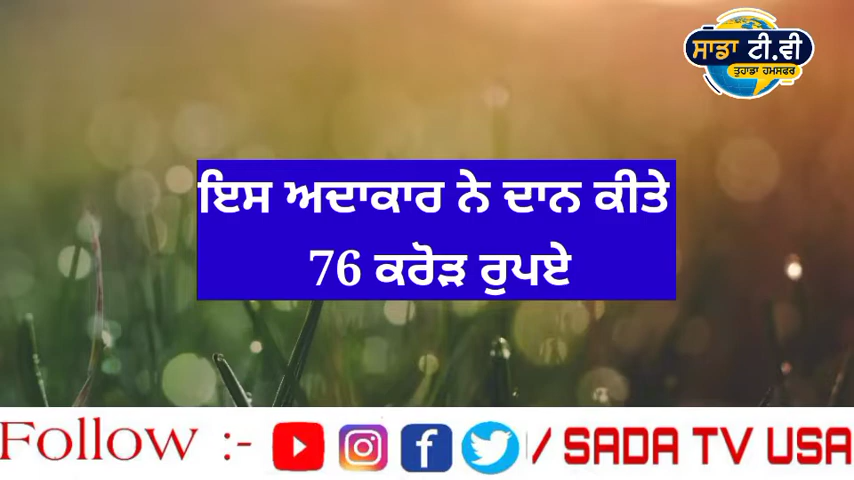 ਸਾਡਾ ਟੀ.ਵੀ
ਤੁਹਾਡਾ ਹਮਸਫਰ
ਇਸ ਅਦਾਕਾਰ ਨੇ ਦਾਨ ਕੀਤੇ
76 ਕਰੋੜ ਰੁਪਏ
Follow :- / SADA TV USA